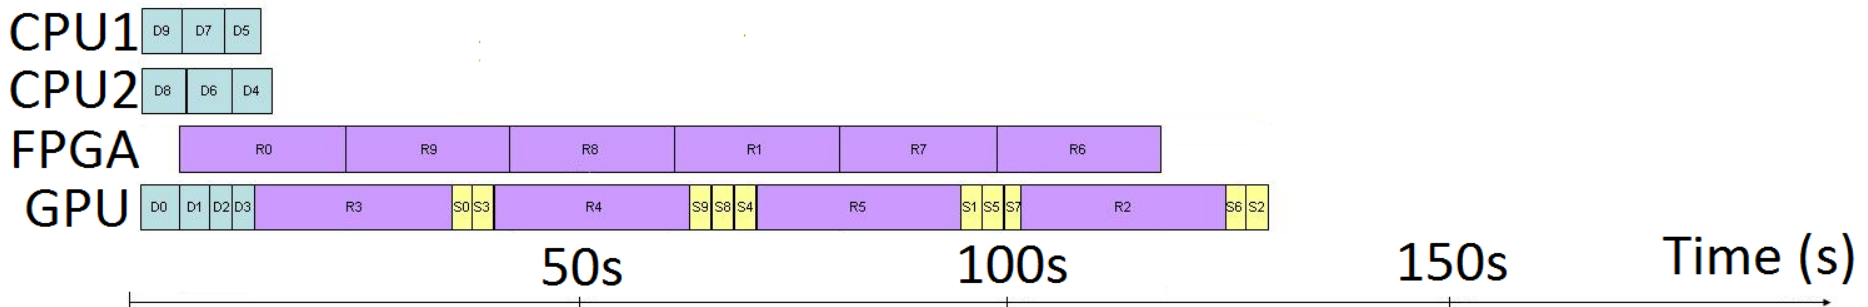 CPU1 D9 D7 D5
CPU2 D8 D6 D4
FPGA R0 R9 R8 R1 R7 R6
GPU D0 D1 D2 D3 R3 S0 S3 R4 S9 S8 S4 R5 S1 S5 S7 R2 S6 S2
50s 100s 150s Time (s)